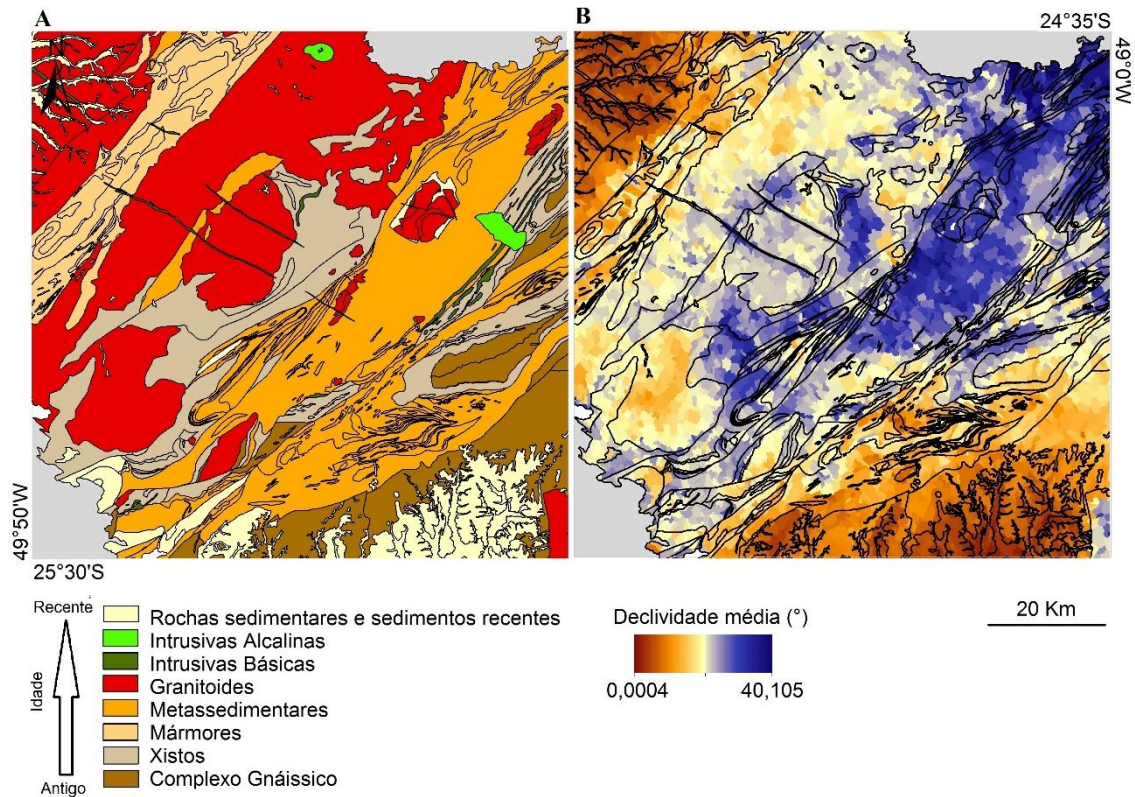 A
B
24°35'S
49°0'W
N
49°50'W
25°30'S
Recente
Idade
Antigo
Rochas sedimentares e sedimentos recentes
Intrusivas Alcalinas
Intrusivas Básicas
Granitoides
Metassedimentares
Mármores
Xistos
Complexo Gnáissico
Declividade média (°)
0,0004
40,105
20 Km